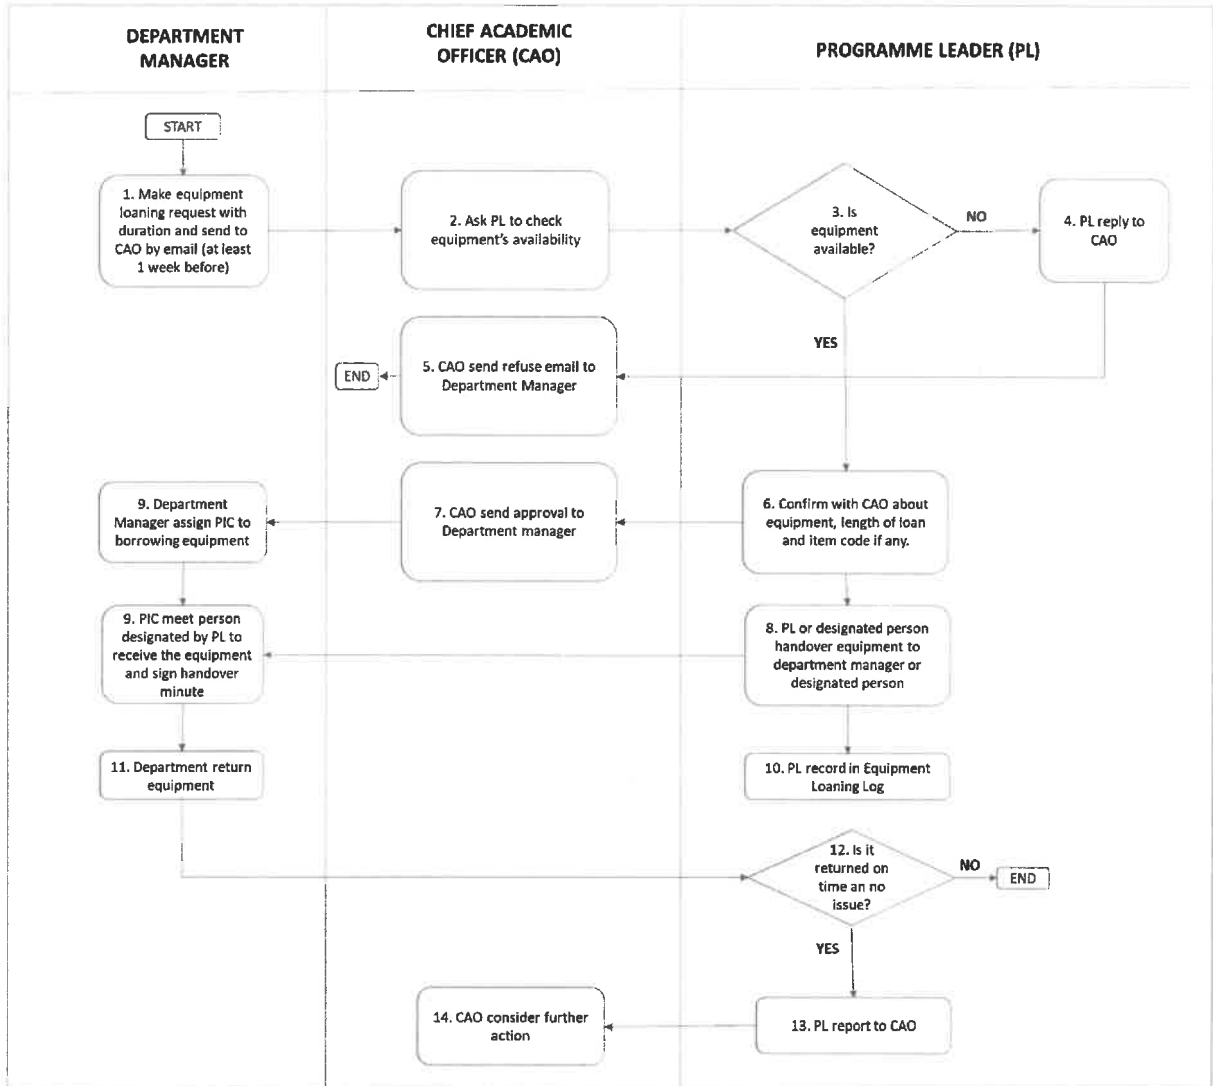 DEPARTMENT
MANAGER
CHIEF ACADEMIC
OFFICER (CAO)
PROGRAMME LEADER (PL)
START
1. Make equipment
loaning request with
duration and send to
CAO by email (at least
1 week before)
2. Ask PL to check
equipment's availability
3. Is
equipment
available?
NO
4. PL reply to
CAO
YES
END
5. CAO send refuse email to
Department Manager
9. Department
Manager assign PIC to
borrowing equipment
7. CAO send approval to
Department manager
6. Confirm with CAO about
equipment, length of loan
and item code if any.
9. PIC meet person
designated by PL to
receive the equipment
and sign handover
minute
8. PL or designated person
handover equipment to
department manager or
designated person
11. Department return
equipment
10. PL record in Equipment
Loaning Log
12. Is it
returned on
time an no
issue?
NO
END
YES
14. CAO consider further
action
13. PL report to CAO